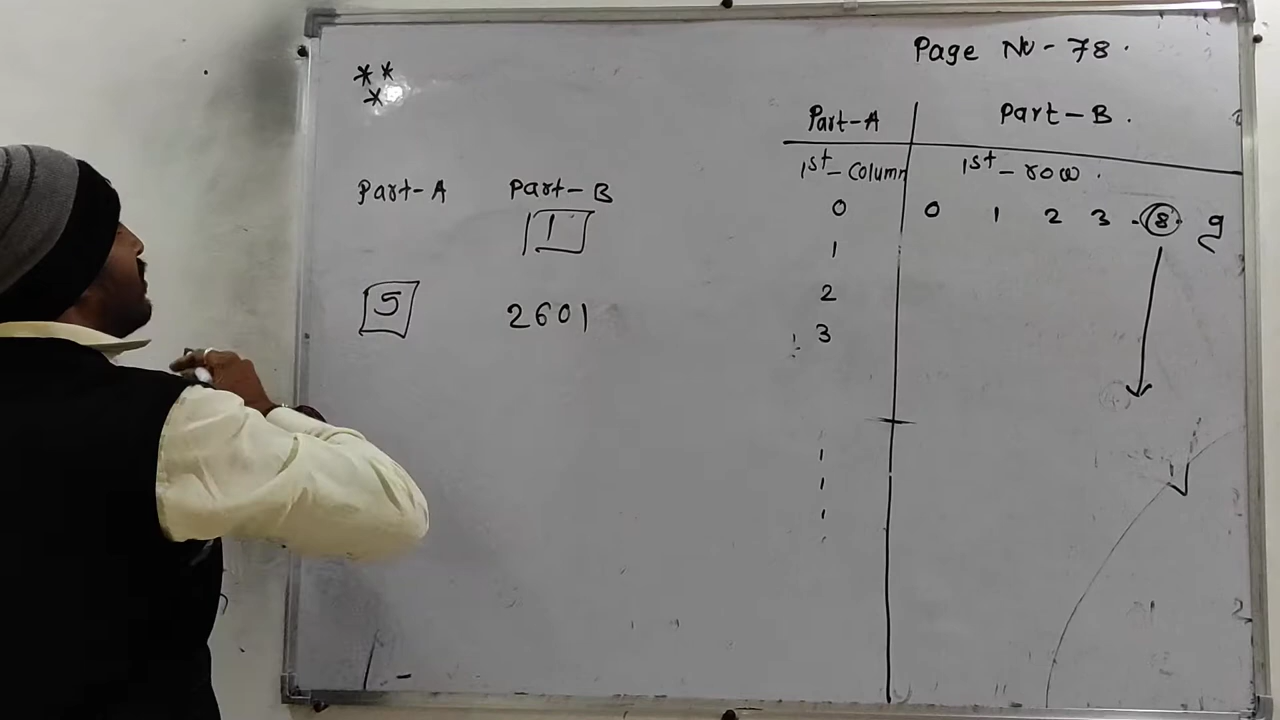 Page No - 78.
**
*
Part-A Part-B
1
5 2601
Part-A Part-B.
1st-Column 1st-row.
0 0 1 2 3 8 9
1
2
3